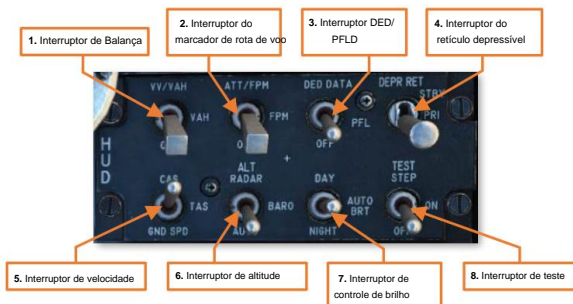 1. Interruptor de Balança
2. Interruptor do
marcador de rota de voo
3. Interruptor DED/
PFLD
4. Interruptor do
retículo depressível
VV/VAH
VAH
ATT/FPM
FPM
DED DATA
PFL
OFF
DEPR RET
STBY
PRI
HUD
CAS
TAS
GND SPD
ALT
RADAR
BARO
DAY
AUTO
BRT
NIGHT
TEST
STEP
ON
5. Interruptor de velocidade
6. Interruptor de altitude
7. Interruptor de
controle de brilho
8. Interruptor de teste